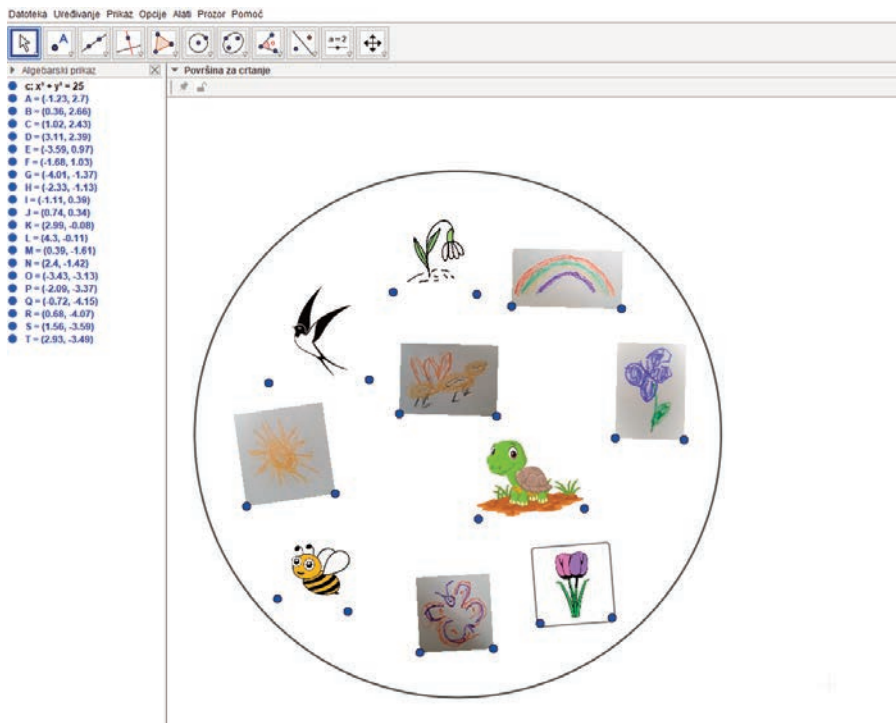 Datoteka Uređivanje Prikaz Opcije Alati Prozor Pomoć
A
a=2
Algebarski prikaz
Površina za crtanje
c: x² + y² = 25
A = (-1.23, 2.7)
B = (0.36, 2.66)
C = (1.02, 2.43)
D = (3.11, 2.39)
E = (-3.59, 0.97)
F = (-1.68, 1.03)
G = (-4.01, -1.37)
H = (-2.33, -1.13)
I = (-1.11, 0.39)
J = (0.74, 0.34)
K = (2.99, -0.08)
L = (4.3, -0.11)
M = (0.39, -1.61)
N = (2.4, -1.42)
O = (-3.43, -3.13)
P = (-2.09, -3.37)
Q = (-0.72, -4.15)
R = (0.68, -4.07)
S = (1.56, -3.59)
T = (2.93, -3.49)